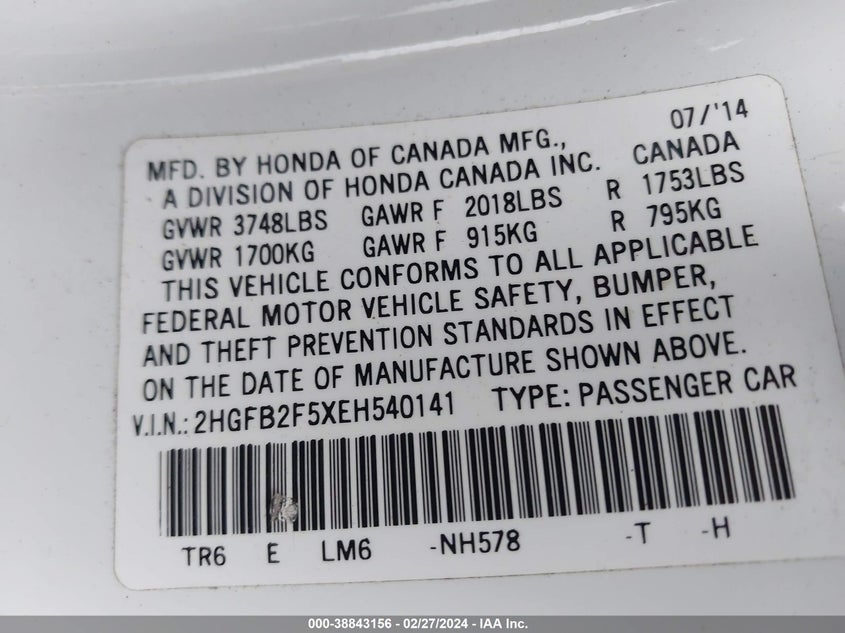 07/'14
MFD. BY HONDA OF CANADA MFG.,
A DIVISION OF HONDA CANADA INC. CANADA
GVWR 3748LBS GAWR F 2018LBS R 1753LBS
GVWR 1700KG GAWR F 915KG R 795KG
THIS VEHICLE CONFORMS TO ALL APPLICABLE
FEDERAL MOTOR VEHICLE SAFETY, BUMPER,
AND THEFT PREVENTION STANDARDS IN EFFECT
ON THE DATE OF MANUFACTURE SHOWN ABOVE.
V.I.N.: 2HGFB2F5XEH540141 TYPE: PASSENGER CAR
TR6 E LM6 -NH578 -T -H
000-38843156 - 02/27/2024 - IAA Inc.